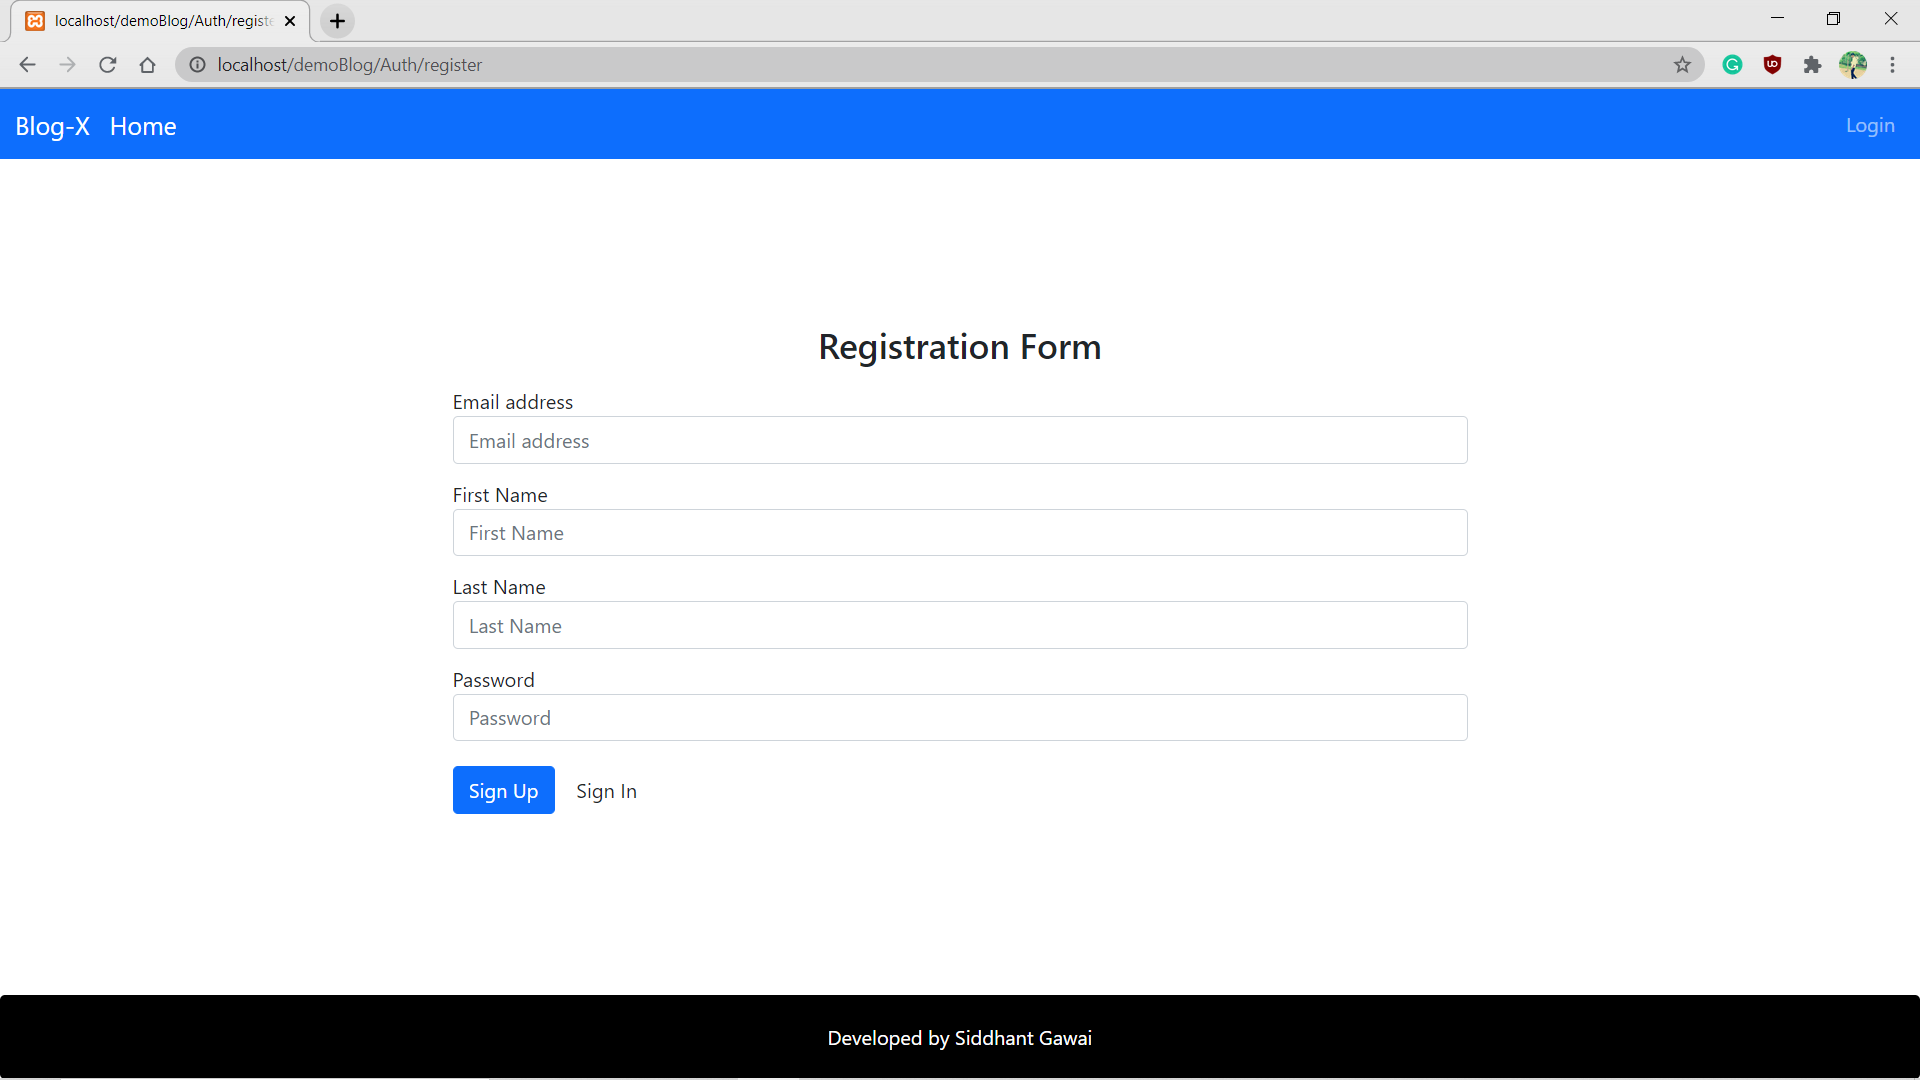 localhost/demoBlog/Auth/registe
localhost/demoBlog/Auth/register
Blog-X Home Login
Registration Form
Email address
Email address
First Name
First Name
Last Name
Last Name
Password
Password
Sign Up Sign In
Developed by Siddhant Gawai